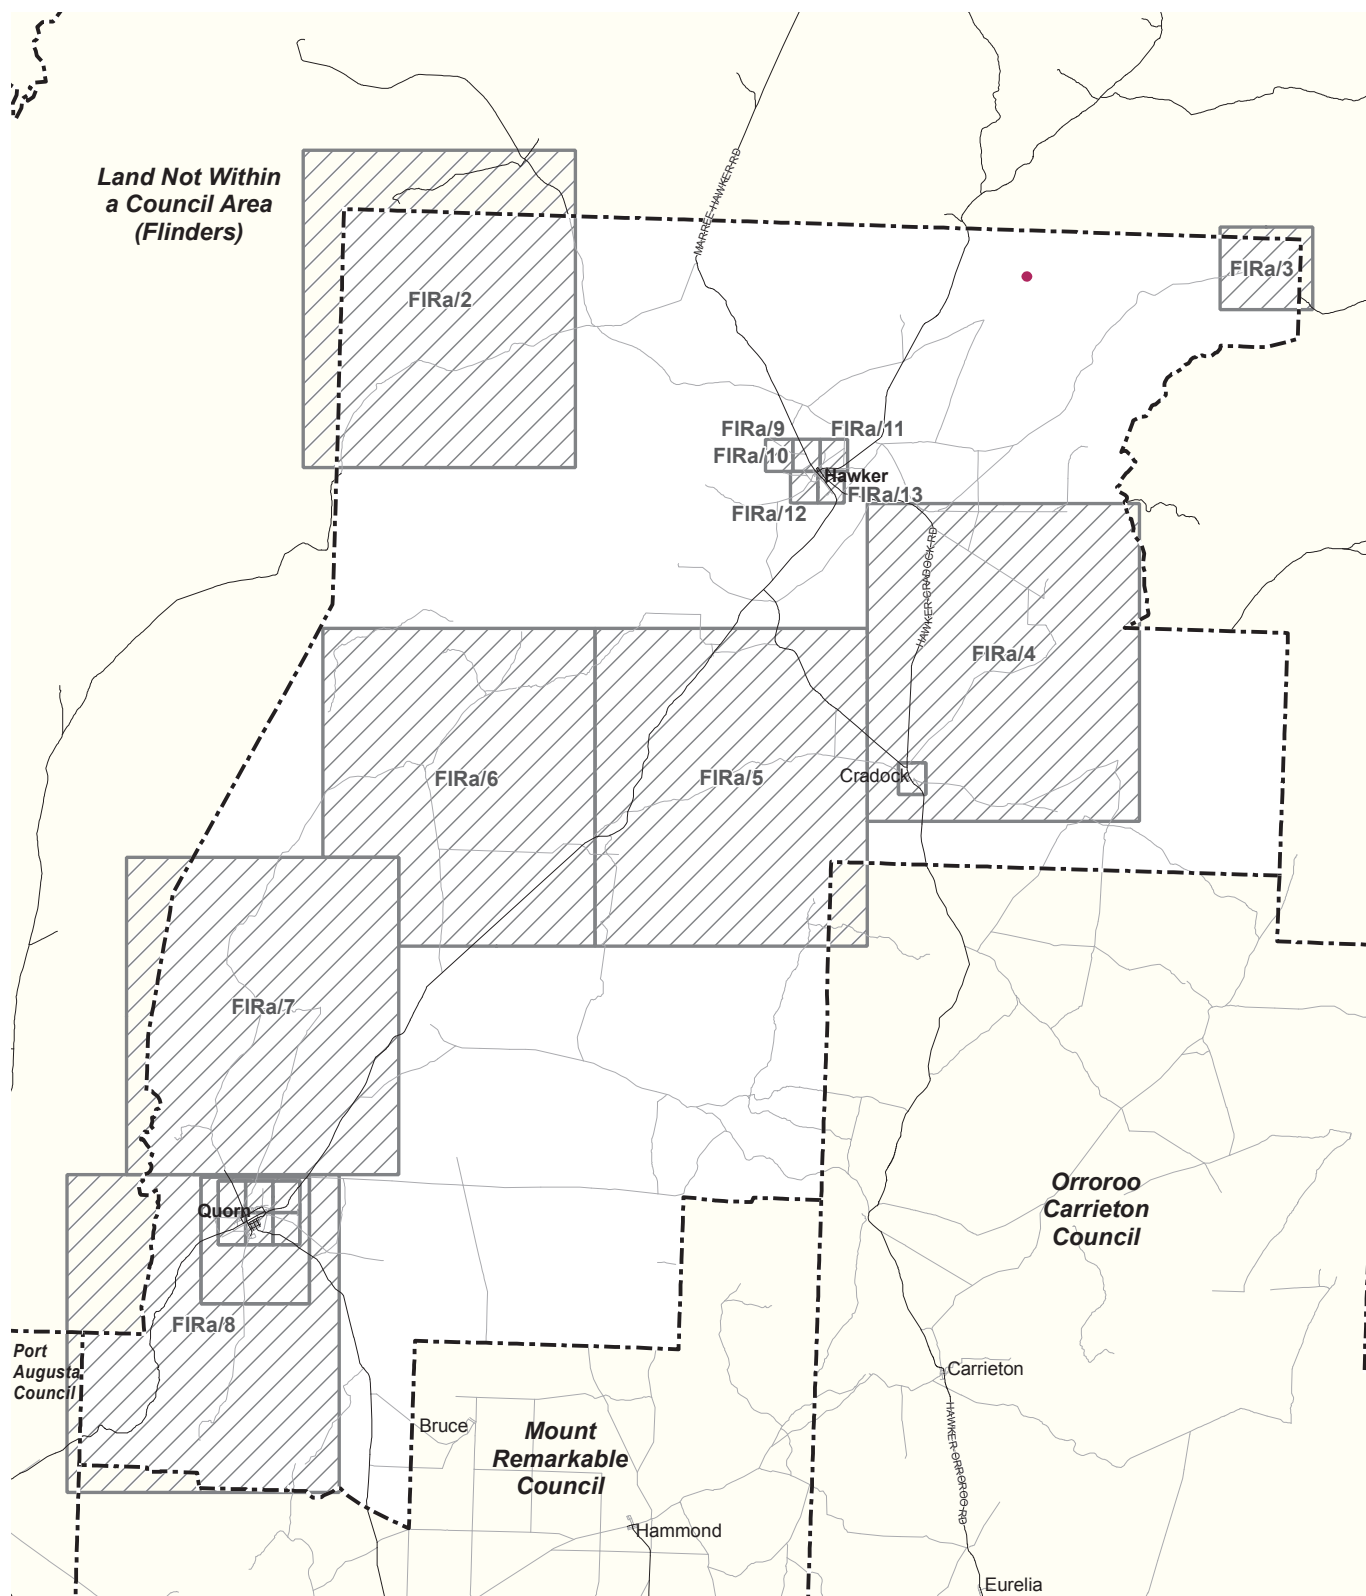 Land Not Within
a Council Area
(Flinders)
MARREE-HAWKER RD
FlRa/2
FlRa/3
FlRa/9
FlRa/11
FlRa/10
Hawker
FlRa/13
FlRa/12
HAWKER-CRADOCK RD
FlRa/4
FlRa/6
FlRa/5
Cradock
FlRa/7
Quorn
Orroroo
Carrieton
Council
FlRa/8
Port
Augusta
Council
Carrieton
Bruce
Mount
Remarkable
Council
HAWKER-ORROROO RD
Hammond
Eurelia